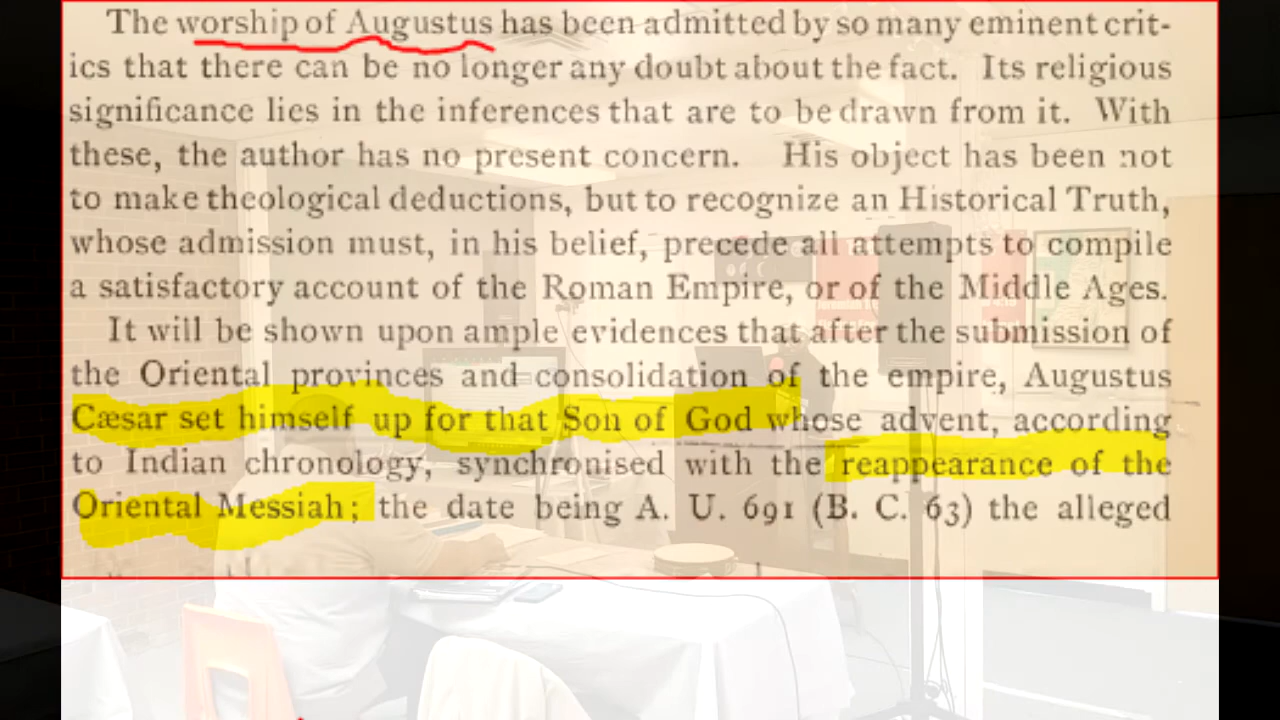 The worship of Augustus has been admitted by so many eminent crit-
ics that there can be no longer any doubt about the fact. Its religious
significance lies in the inferences that are to be drawn from it. With
these, the author has no present concern. His object has been not
to make theological deductions, but to recognize an Historical Truth,
whose admission must, in his belief, precede all attempts to compile
a satisfactory account of the Roman Empire, or of the Middle Ages.
It will be shown upon ample evidences that after the submission of
the Oriental provinces and consolidation of the empire, Augustus
Cæsar set himself up for that Son of God whose advent, according
to Indian chronology, synchronised with the reappearance of the
Oriental Messiah; the date being A. U. 691 (B. C. 63) the alleged